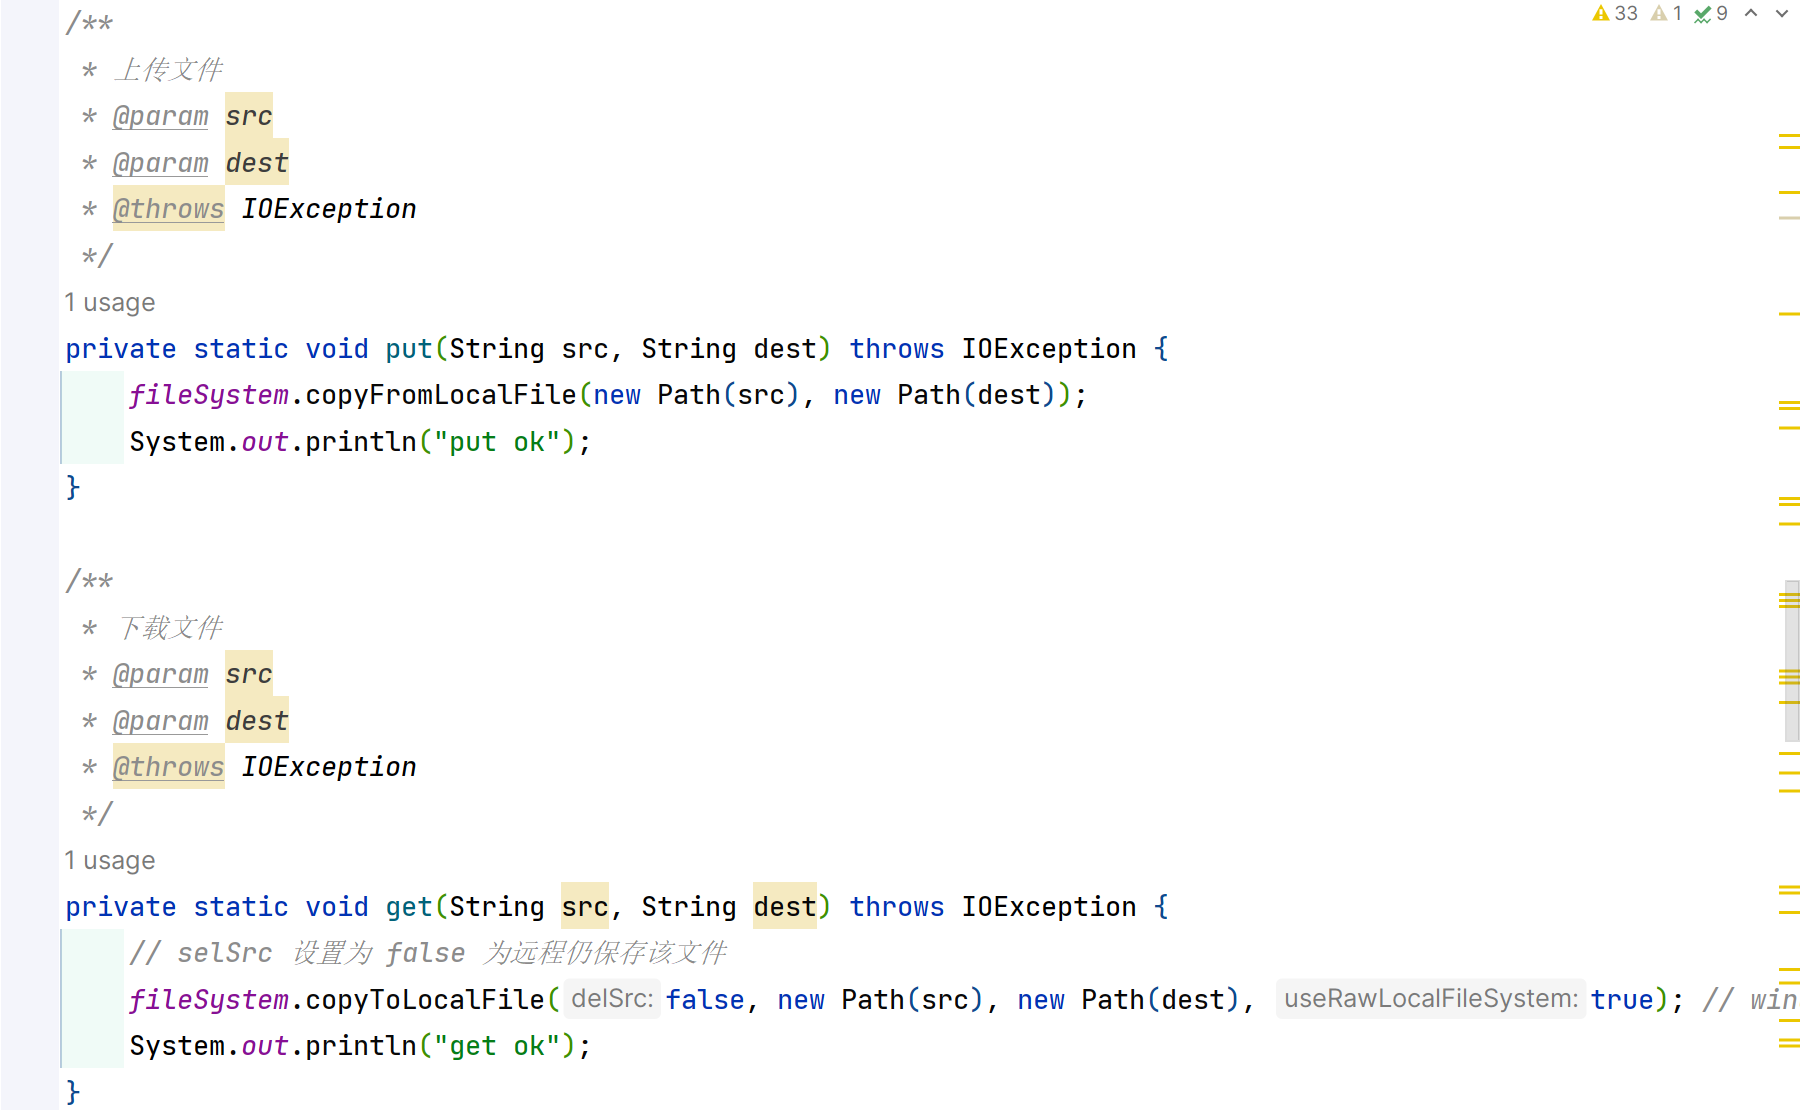 33 1 9
/**
* 上传文件
* @param src
* @param dest
* @throws IOException
*/
1 usage
private static void put(String src, String dest) throws IOException {
fileSystem.copyFromLocalFile(new Path(src), new Path(dest));
System.out.println("put ok");
}
/**
* 下载文件
* @param src
* @param dest
* @throws IOException
*/
1 usage
private static void get(String src, String dest) throws IOException {
// selSrc 设置为 false 为远程仍保存该文件
fileSystem.copyToLocalFile( delSrc: false, new Path(src), new Path(dest), useRawLocalFileSystem: true); // win
System.out.println("get ok");
}